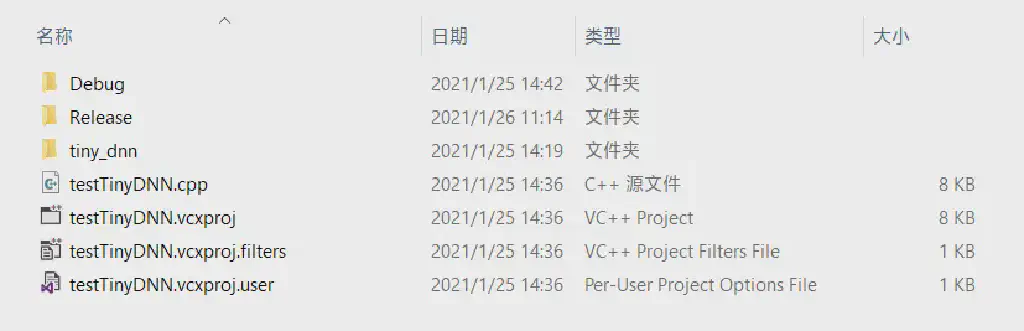 名称 日期 类型 大小
Debug 2021/1/25 14:42 文件夹
Release 2021/1/26 11:14 文件夹
tiny_dnn 2021/1/25 14:19 文件夹
testTinyDNN.cpp 2021/1/25 14:36 C++ 源文件 8 KB
testTinyDNN.vcxproj 2021/1/25 14:36 VC++ Project 8 KB
testTinyDNN.vcxproj.filters 2021/1/25 14:36 VC++ Project Filters File 1 KB
testTinyDNN.vcxproj.user 2021/1/25 14:36 Per-User Project Options File 1 KB